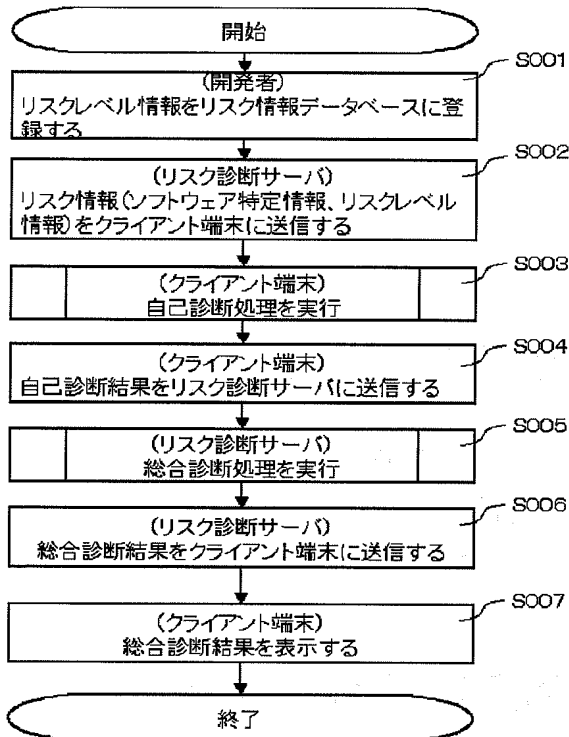 開始
S001
(開発者)
リスクレベル情報をリスク情報データベースに登
録する
S002
(リスク診断サーバ)
リスク情報(ソフトウェア特定情報、リスクレベル
情報)をクライアント端末に送信する
S003
(クライアント端末)
自己診断処理を実行
S004
(クライアント端末)
自己診断結果をリスク診断サーバに送信する
S005
(リスク診断サーバ)
総合診断処理を実行
S006
(リスク診断サーバ)
総合診断結果をクライアント端末に送信する
S007
(クライアント端末)
総合診断結果を表示する
終了